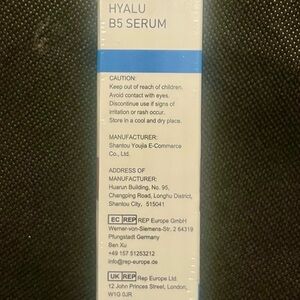 HYALU
B5 SERUM
CAUTION:
Keep out of reach of children.
Avoid contact with eyes.
Discontinue use if signs of
irritation or rash occur.
Store in a cool and dry place.
MANUFACTURER:
Shantou Youjia E-Commerce
Co., Ltd.
ADDRESS OF
MANUFACTURER:
Huarun Building, No. 95,
Changping Road, Longhu District,
Shantou City, 515041
EC REP REP Europe GmbH
Werner-von-Siemens-Str. 2 64319
Pfungstadt Germany
Ben Xu
+49 157 51253212
info@rep-europe.de
UK REP Rep Europe Ltd.
12 John Princes Street, London,
W1G 0JR